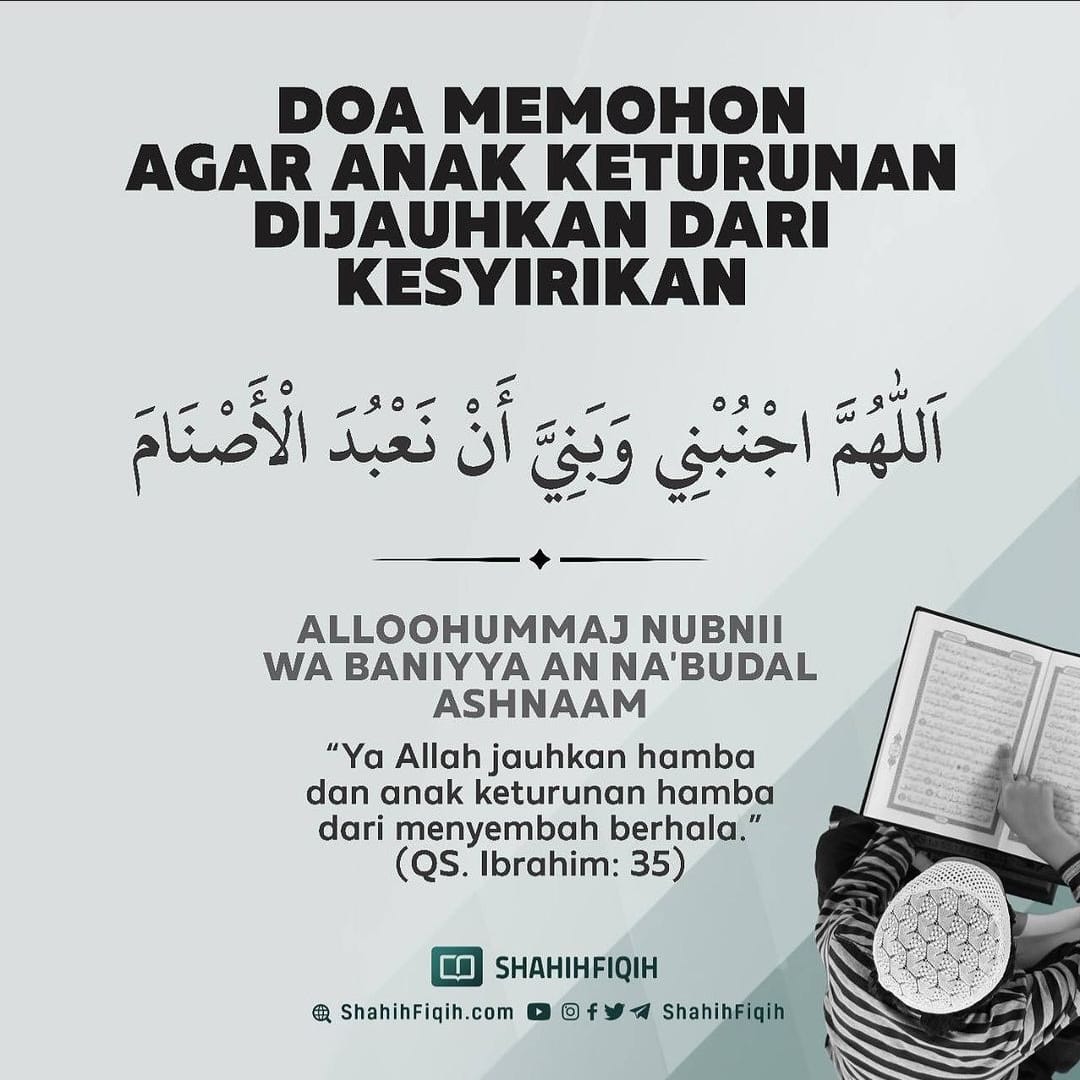 DOA MEMOHON
AGAR ANAK KETURUNAN
DIJAUHKAN DARI
KESYIRIKAN
اَللّٰهُمَّ اجْنُبْنِي وَبَنِيَّ أَنْ نَعْبُدَ الْأَصْنَامَ
ALLOOHUMMAJ NUBNII
WA BANIYYA AN NA'BUDAL
ASHNAAM
“Ya Allah jauhkan hamba
dan anak keturunan hamba
dari menyembah berhala.”
(QS. Ibrahim: 35)
SHAHIHFIQIH
ShahihFiqih.com ShahihFiqih